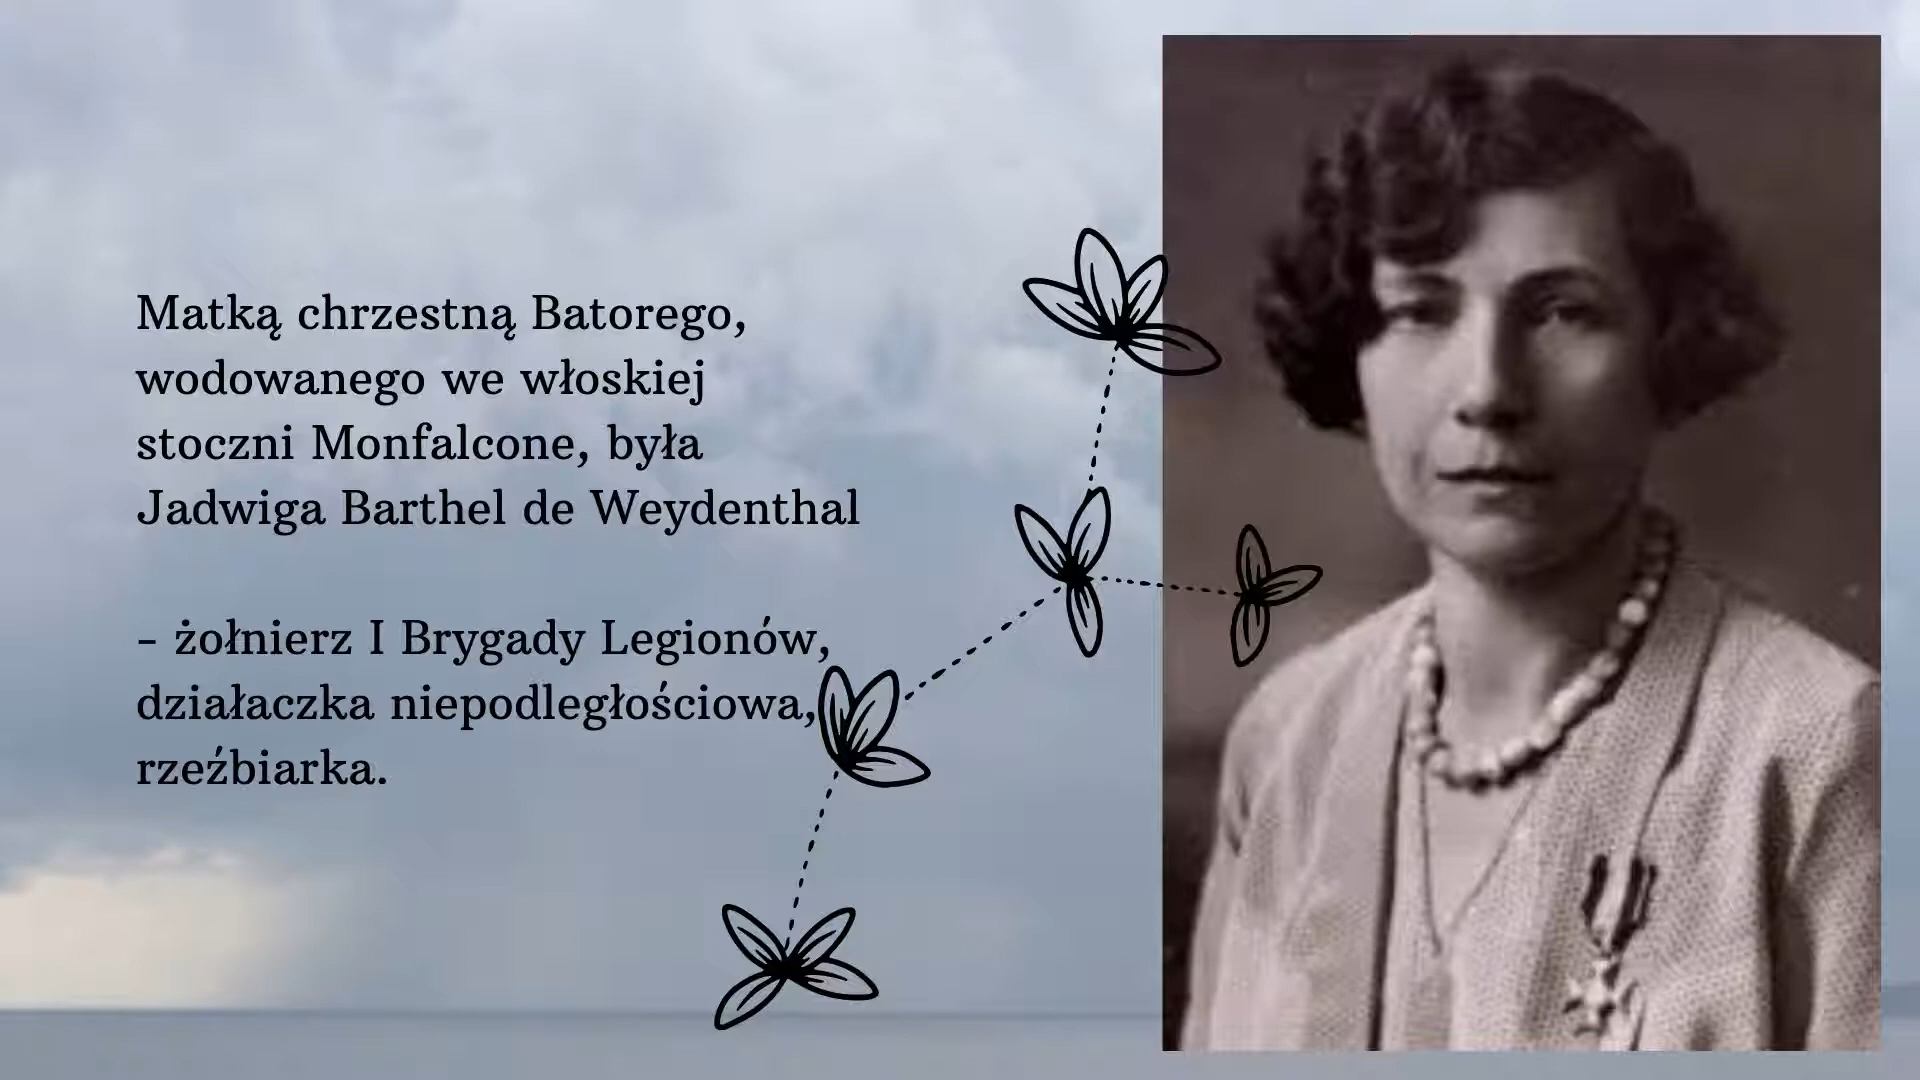 Matką chrzestną Batorego,
wodowanego we włoskiej
stoczni Monfalcone, była
Jadwiga Barthel de Weydenthal
- żołnierz I Brygady Legionów,
działaczka niepodległościowa,
rzeźbiarka.